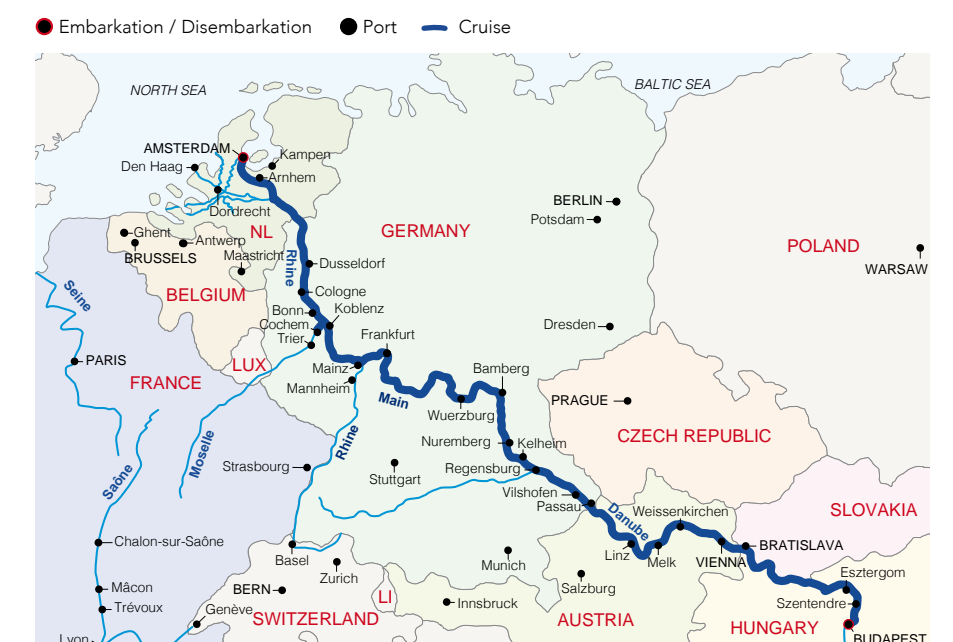 Embarkation / Disembarkation
Port
Cruise
NORTH SEA
BALTIC SEA
AMSTERDAM
Kampen
Den Haag
Arnhem
BERLIN
Dordrecht
Potsdam
Ghent
NL
GERMANY
Antwerp
POLAND
BRUSSELS
Maastricht
Rhine
Dusseldorf
WARSAW
Seine
BELGIUM
Cologne
Bonn
Koblenz
Cochem
Dresden
Trier
Frankfurt
PARIS
LUX
Mainz
Bamberg
FRANCE
Mannheim
Main
PRAGUE
Wuerzburg
CZECH REPUBLIC
Rhine
Nuremberg
Kelheim
Moselle
Strasbourg
Regensburg
Saône
Stuttgart
Vilshofen
Passau
Danube
Weissenkirchen
SLOVAKIA
Chalon-sur-Saône
BRATISLAVA
Linz
Melk
VIENNA
Basel
Munich
Zurich
Esztergom
Mâcon
BERN
LI
Salzburg
Trévoux
Genève
Innsbruck
Szentendre
SWITZERLAND
AUSTRIA
HUNGARY
Lyon
BUDAPEST